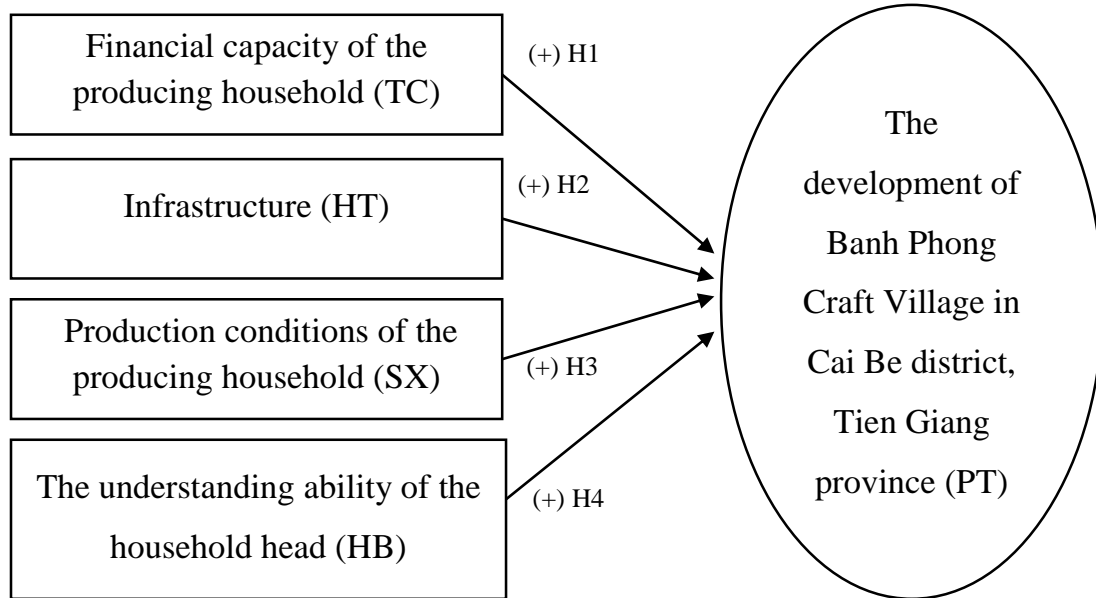 Financial capacity of the
producing household (TC)
(+) H1
Infrastructure (HT)
(+) H2
Production conditions of the
producing household (SX)
(+) H3
The understanding ability of the
household head (HB)
(+) H4
The
development of
Banh Phong
Craft Village in
Cai Be district,
Tien Giang
province (PT)